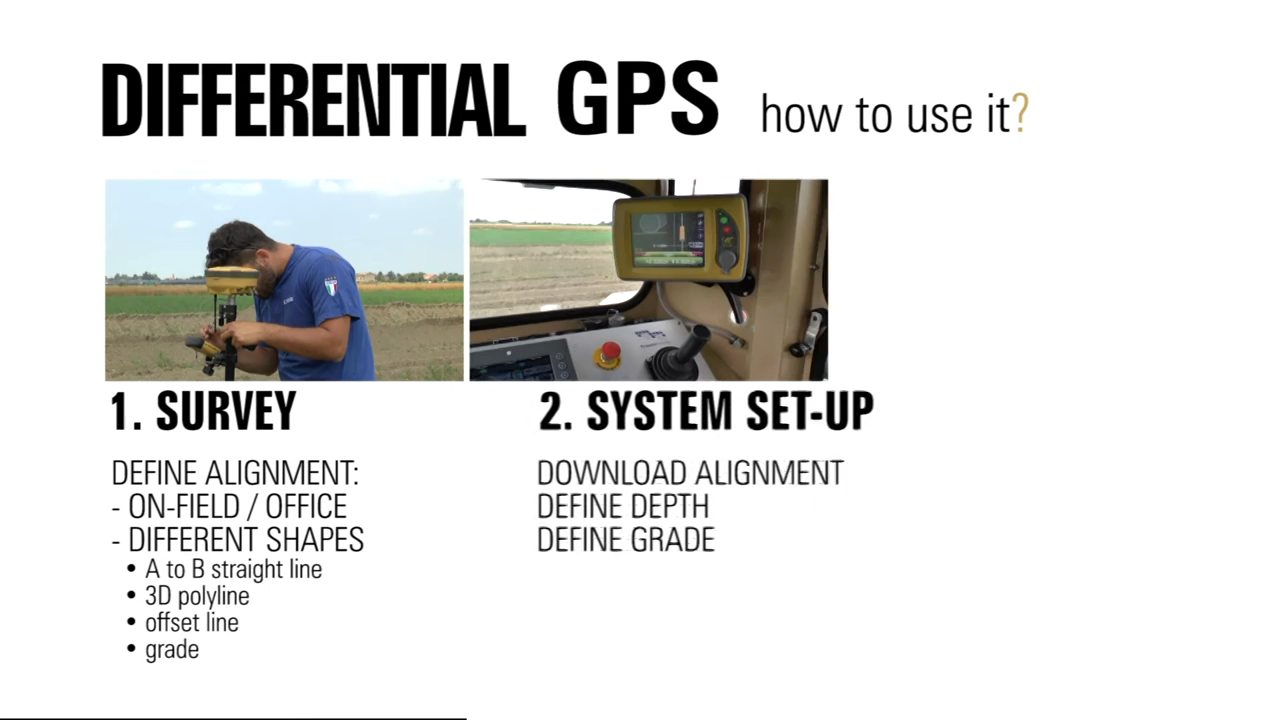 DIFFERENTIAL GPS how to use it?
1. SURVEY
DEFINE ALIGNMENT:
- ON-FIELD / OFFICE
- DIFFERENT SHAPES
• A to B straight line
• 3D polyline
• offset line
• grade
2. SYSTEM SET-UP
DOWNLOAD ALIGNMENT
DEFINE DEPTH
DEFINE GRADE